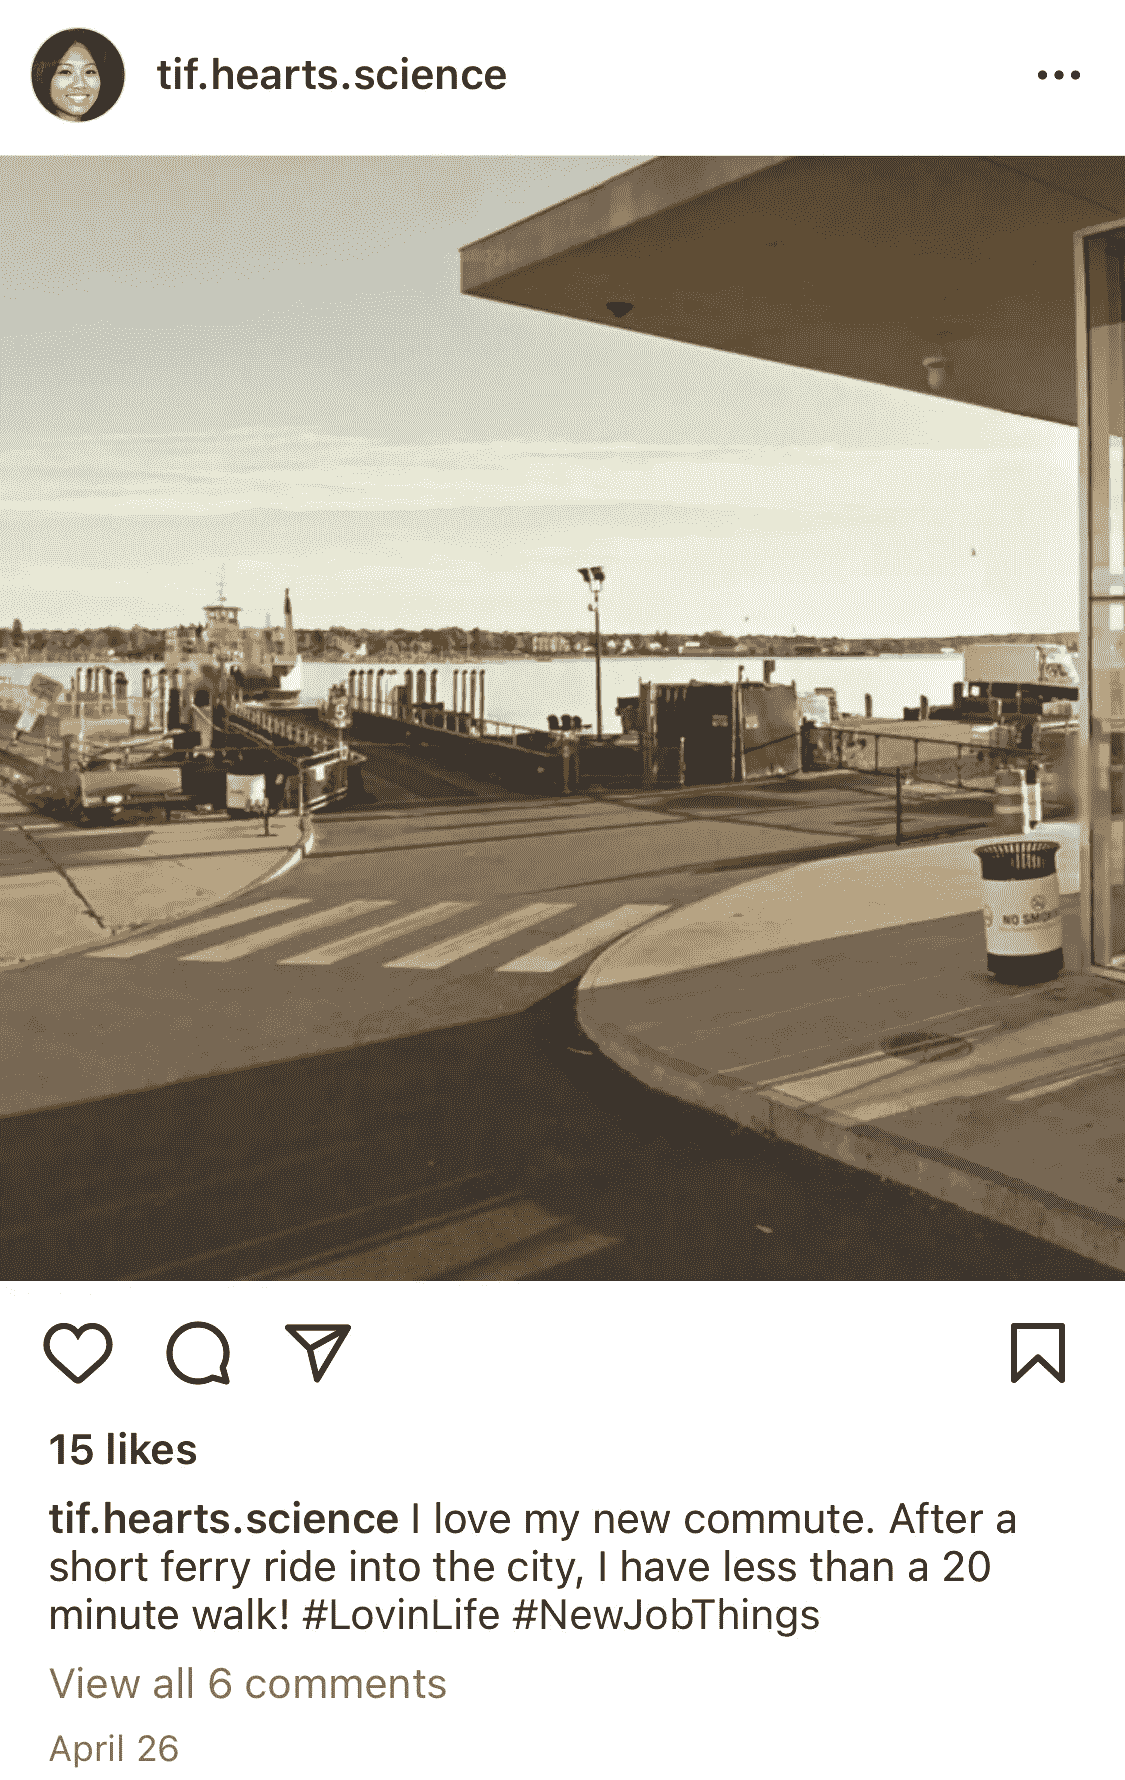 tif.hearts.science
NO SMOKING
15 likes
tif.hearts.science I love my new commute. After a
short ferry ride into the city, I have less than a 20
minute walk! #LovinLife #NewJobThings
View all 6 comments
April 26